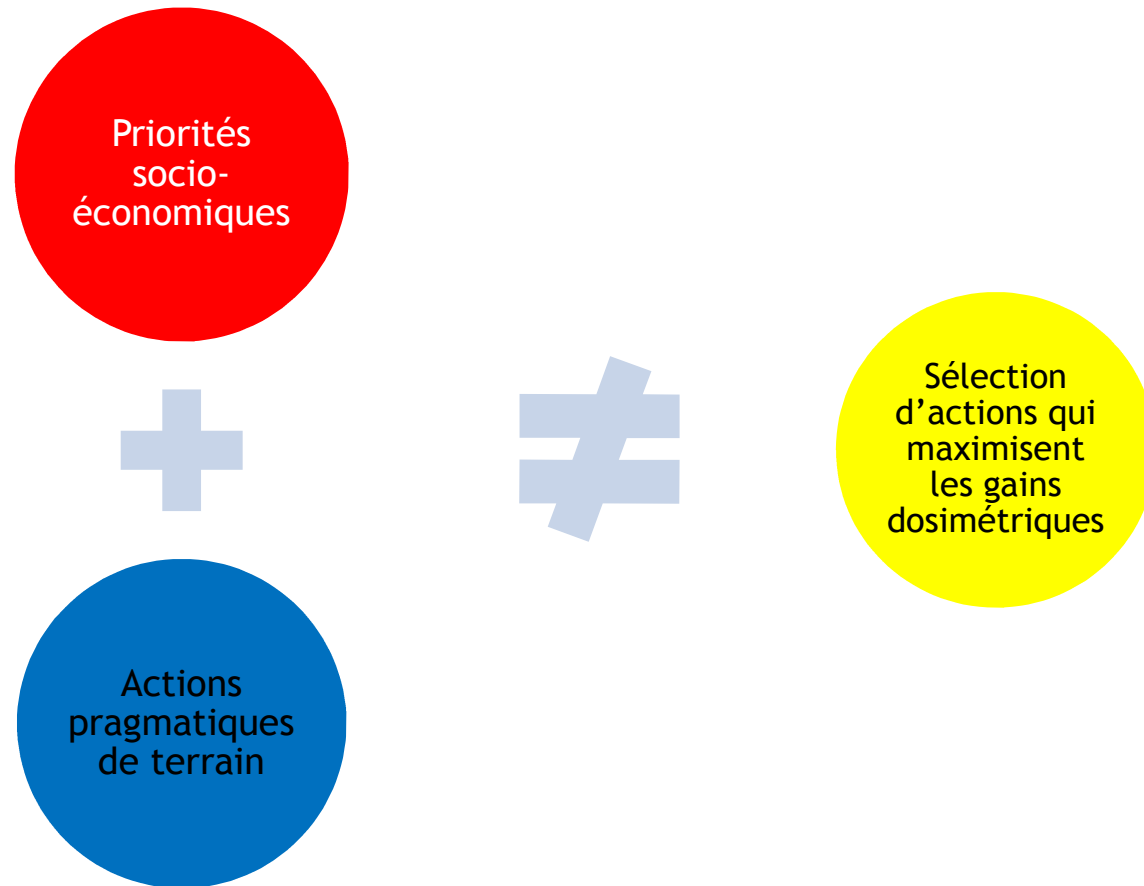 Priorités
socio-
économiques
+
Actions
pragmatiques
de terrain
≠
Sélection
d’actions qui
maximisent
les gains
dosimétriques